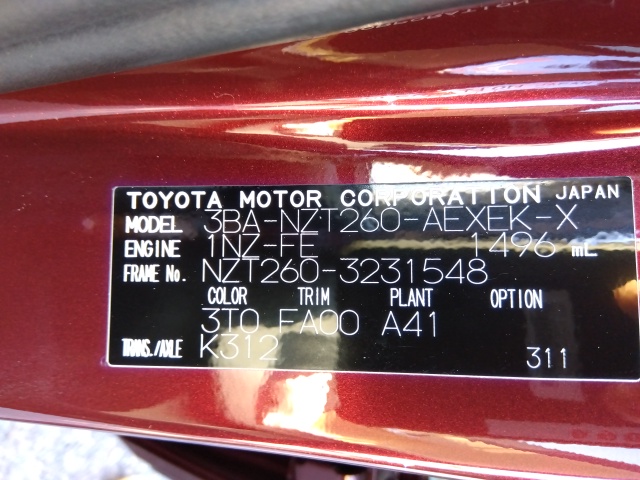 TOYOTA MOTOR CORPORATION JAPAN
MODEL 3BA-NZT260-AEXEK-X
ENGINE 1NZ-FE 1496 mL
FRAME No. NZT260-3231548
COLOR TRIM PLANT OPTION
3T0 FA00 A41
TRANS./AXLE K312
311